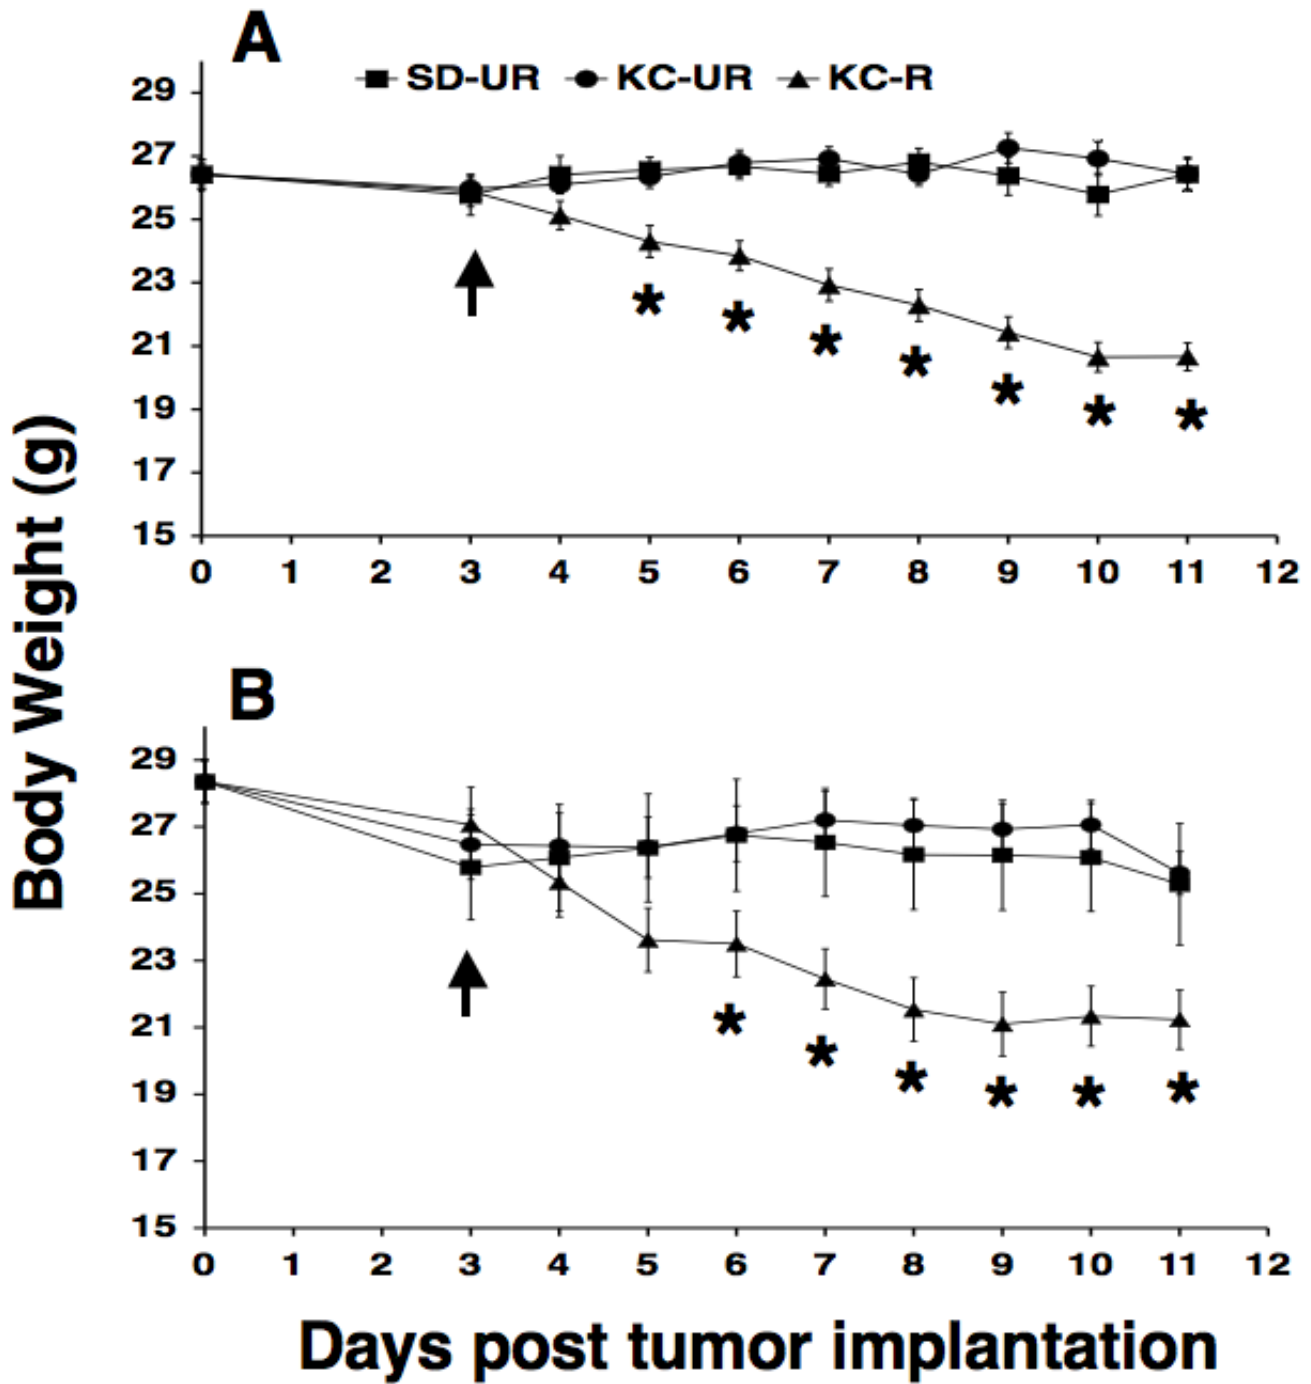 A
SD-UR KC-UR KC-R
29
27
25
23
21
19
17
15
0 1 2 3 4 5 6 7 8 9 10 11 12
* * * * * * *
Body Weight (g)
B
29
27
25
23
21
19
17
15
0 1 2 3 4 5 6 7 8 9 10 11 12
* * * * * *
Days post tumor implantation